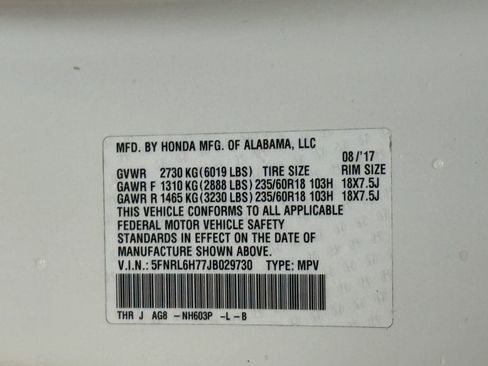 MFD. BY HONDA MFG. OF ALABAMA, LLC
08/'17
GVWR 2730 KG(6019 LBS) TIRE SIZE RIM SIZE
GAWR F 1310 KG(2888 LBS) 235/60R18 103H 18X7.5J
GAWR R 1465 KG(3230 LBS) 235/60R18 103H 18X7.5J
THIS VEHICLE CONFORMS TO ALL APPLICABLE
FEDERAL MOTOR VEHICLE SAFETY
STANDARDS IN EFFECT ON THE DATE OF
MANUFACTURE SHOWN ABOVE.
V.I.N.: 5FNRL6H77JB029730 TYPE: MPV
THR J AG8 -NH603P -L -B